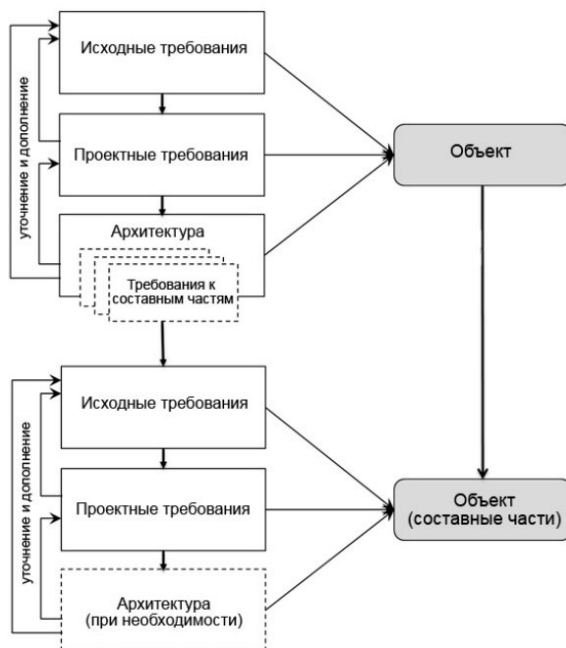 Исходные требования
уточнение и дополнение
Проектные требования
Объект
Архитектура
Требования к
составным частям
Исходные требования
уточнение и дополнение
Проектные требования
Объект
(составные части)
Архитектура
(при необходимости)